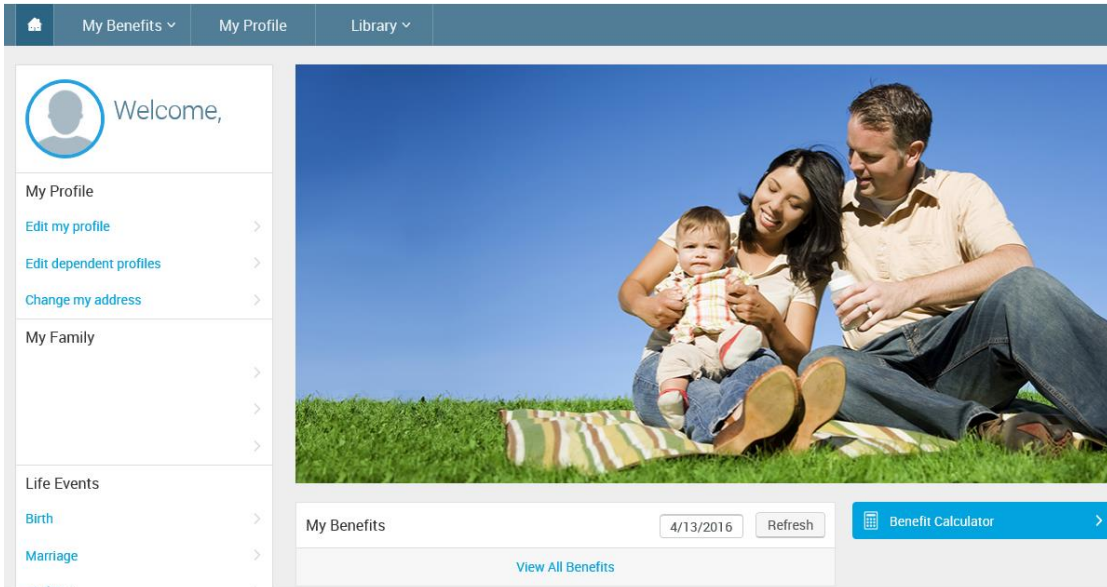 My Benefits
My Profile
Library
Welcome,
My Profile
Edit my profile
Edit dependent profiles
Change my address
My Family
Life Events
Birth
Marriage
My Benefits
4/13/2016
Refresh
View All Benefits
Benefit Calculator